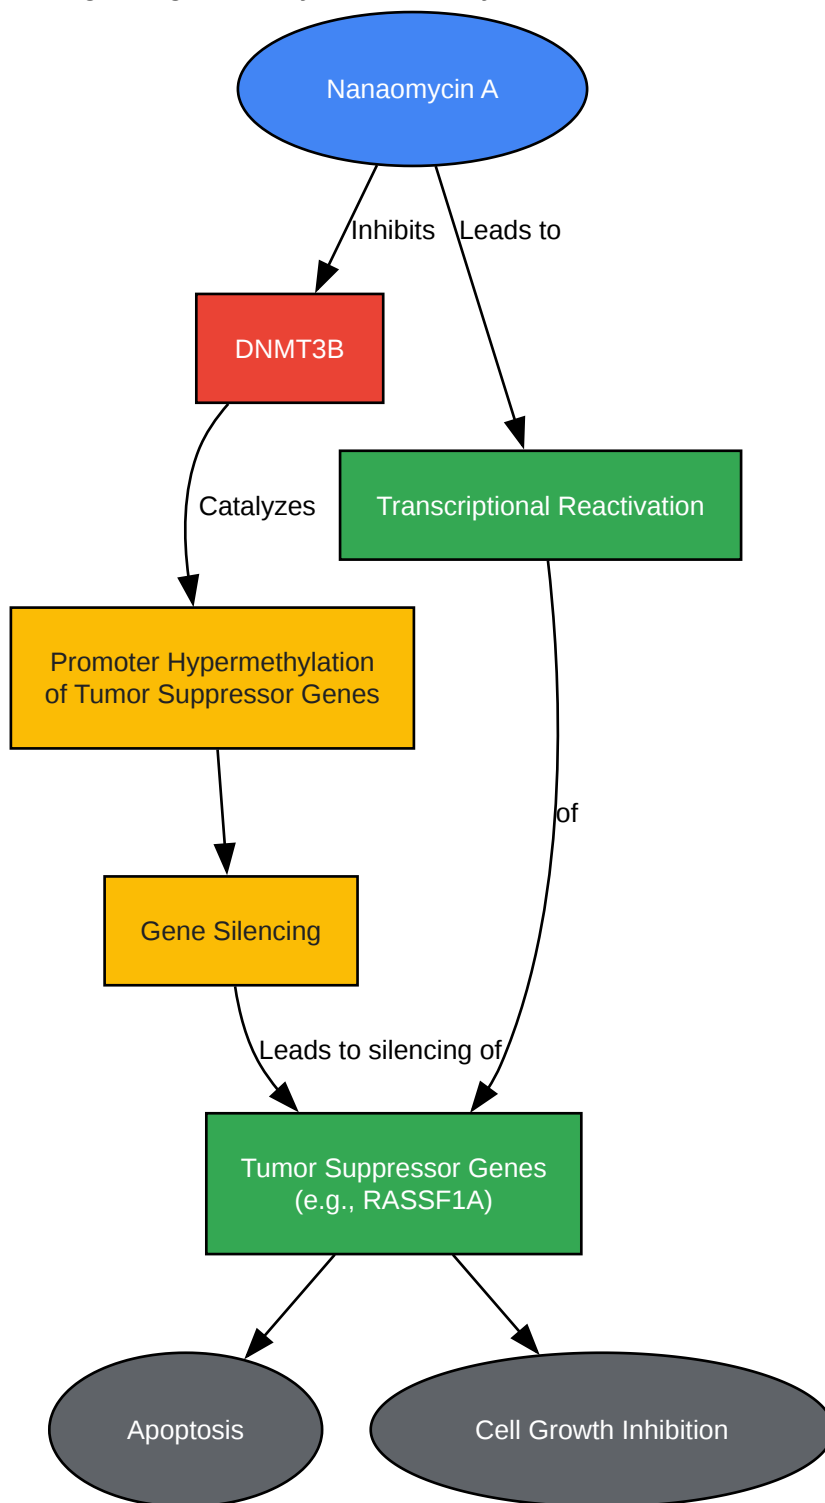 Nanaomycin A
Inhibits
Leads to
DNMT3B
Catalyzes
Transcriptional Reactivation
Promoter Hypermethylation
of Tumor Suppressor Genes
of
Gene Silencing
Leads to silencing of
Tumor Suppressor Genes
(e.g., RASSF1A)
Apoptosis
Cell Growth Inhibition